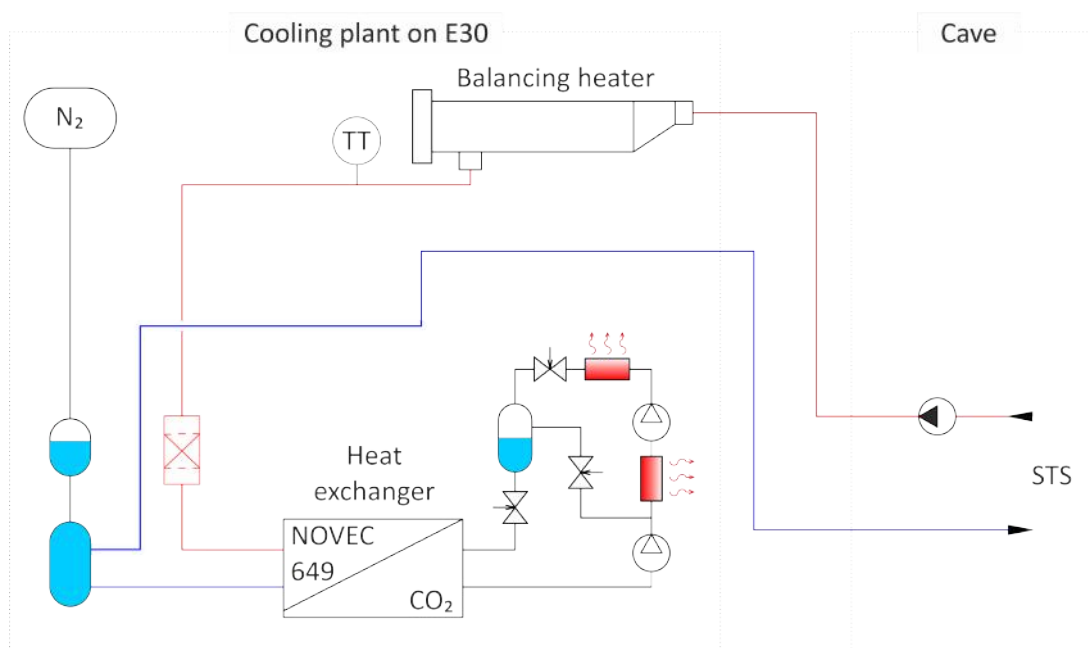 Cooling plant on E30
Cave
Balancing heater
N₂
TT
Heat
exchanger
STS
NOVEC
649
CO₂